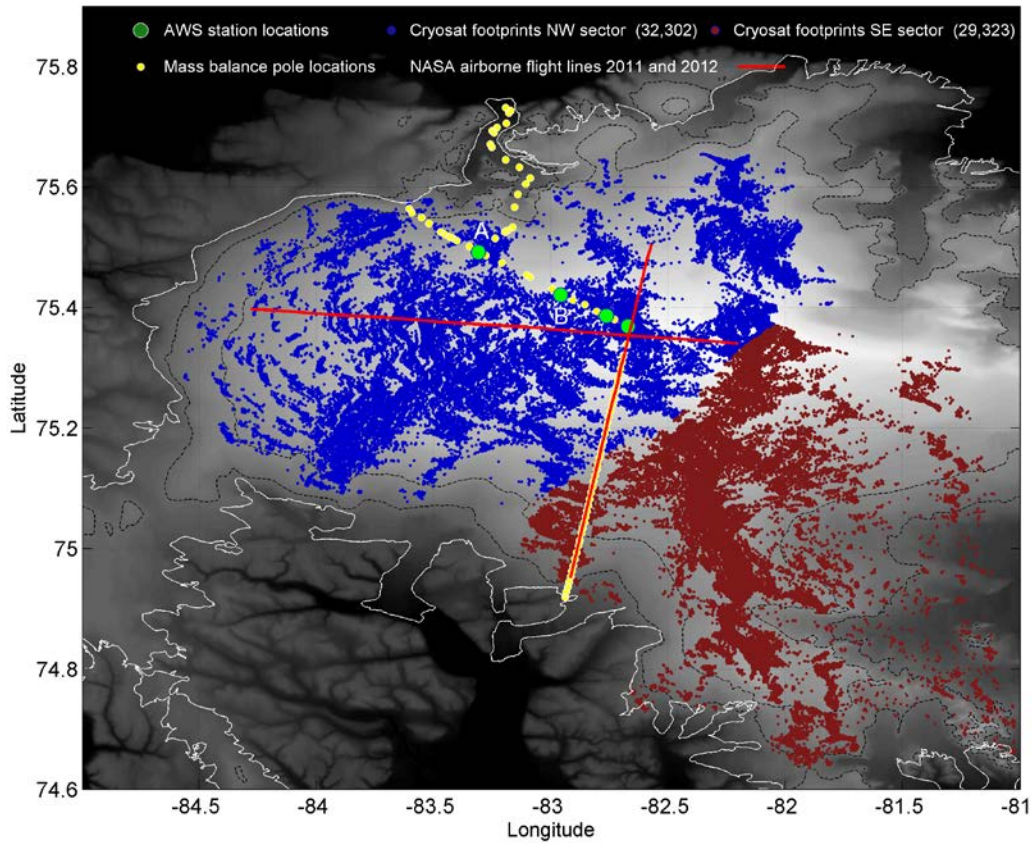 AWS station locations
Cryosat footprints NW sector (32,302)
Cryosat footprints SE sector (29,323)
Mass balance pole locations
NASA airborne flight lines 2011 and 2012
75.8
75.6
75.4
75.2
75
74.8
74.6
Latitude
A
B
-84.5
-84
-83.5
-83
-82.5
-82
-81.5
-81
Longitude